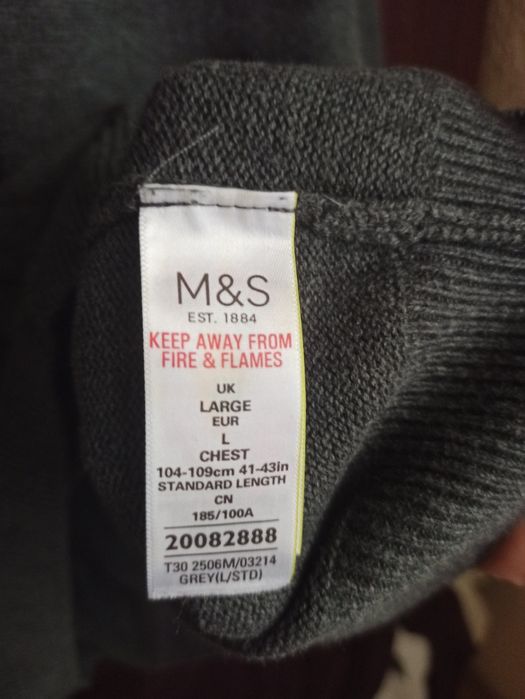 M&S
EST. 1884
KEEP AWAY FROM
FIRE & FLAMES
UK
LARGE
EUR
L
CHEST
104-109cm 41-43in
STANDARD LENGTH
CN
185/100A
20082888
T30 2506M/03214
GREY(L/STD)